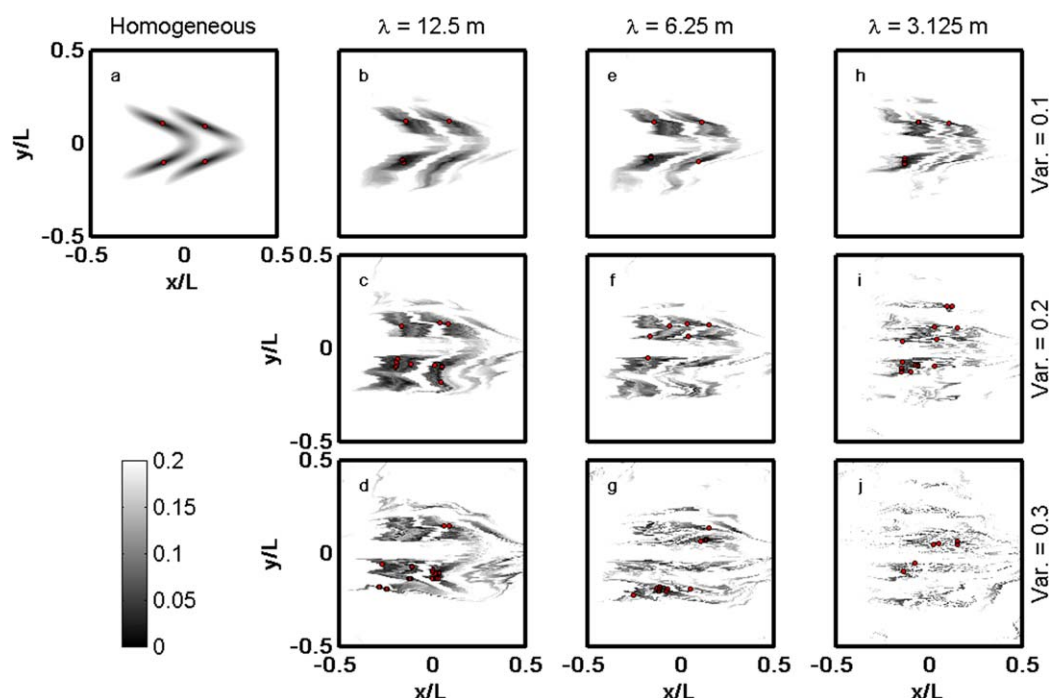 Homogeneous
λ = 12.5 m
λ = 6.25 m
λ = 3.125 m
0.5
a
b
e
h
y/L
0
Var. = 0.1
-0.5
-0.5
0
0.5
x/L
0.5
c
f
i
y/L
0
Var. = 0.2
-0.5
0.5
d
g
j
y/L
0
Var. = 0.3
-0.5
0.2
0.15
0.1
0.05
0
-0.5
0
0.5
-0.5
0
0.5
-0.5
0
0.5
x/L
x/L
x/L